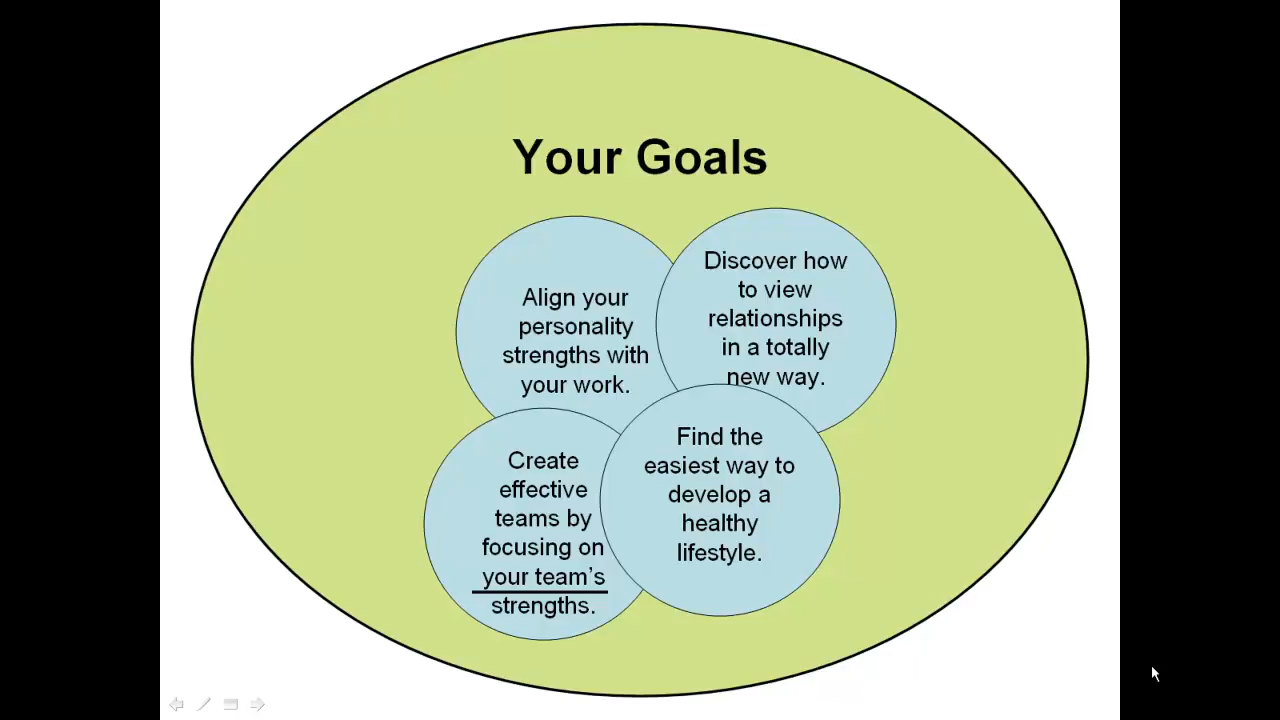 Your Goals
Align your
personality
strengths with
your work.
Discover how
to view
relationships
in a totally
new way.
Create
effective
teams by
focusing on
your team’s
strengths.
Find the
easiest way to
develop a
healthy
lifestyle.